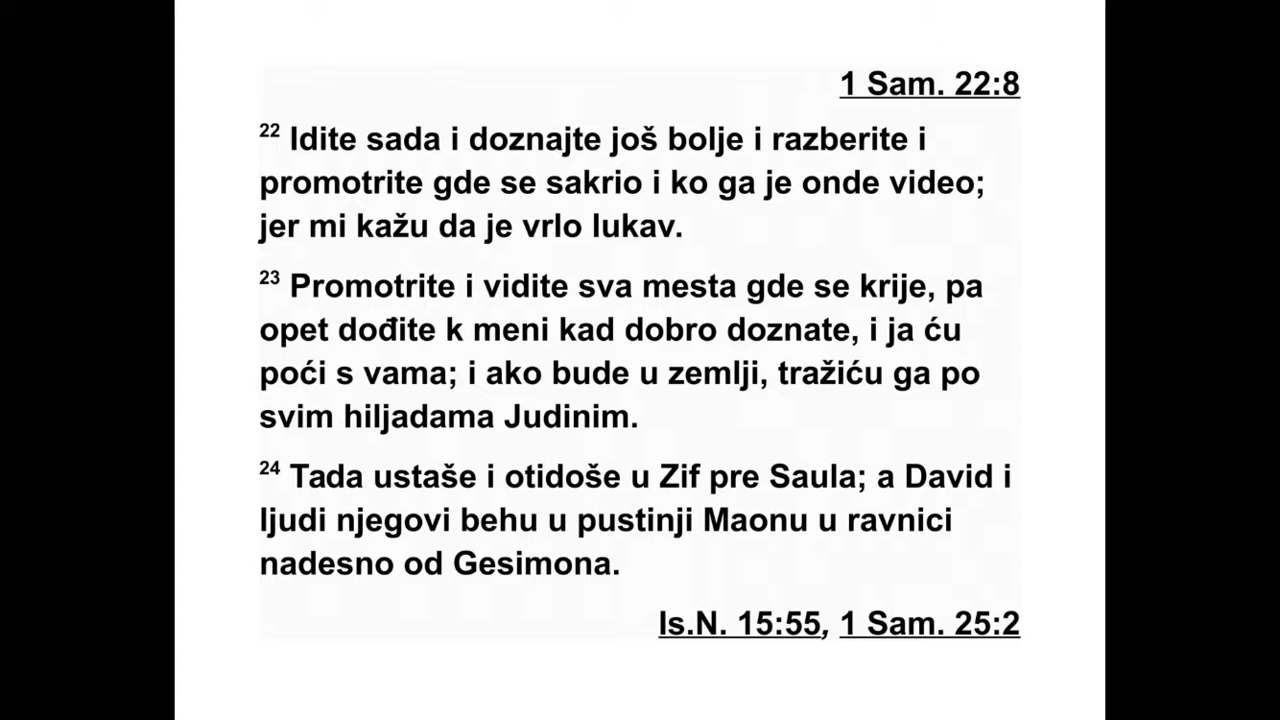 1 Sam. 22:8
22 Idite sada i doznajte još bolje i razberite i
promotrite gde se sakrio i ko ga je onde video;
jer mi kažu da je vrlo lukav.
23 Promotrite i vidite sva mesta gde se krije, pa
opet dođite k meni kad dobro doznate, i ja ću
poći s vama; i ako bude u zemlji, tražiću ga po
svim hiljadama Judinim.
24 Tada ustaše i otidoše u Zif pre Saula; a David i
ljudi njegovi behu u pustinji Maonu u ravnici
nadesno od Gesimona.
Is.N. 15:55, 1 Sam. 25:2